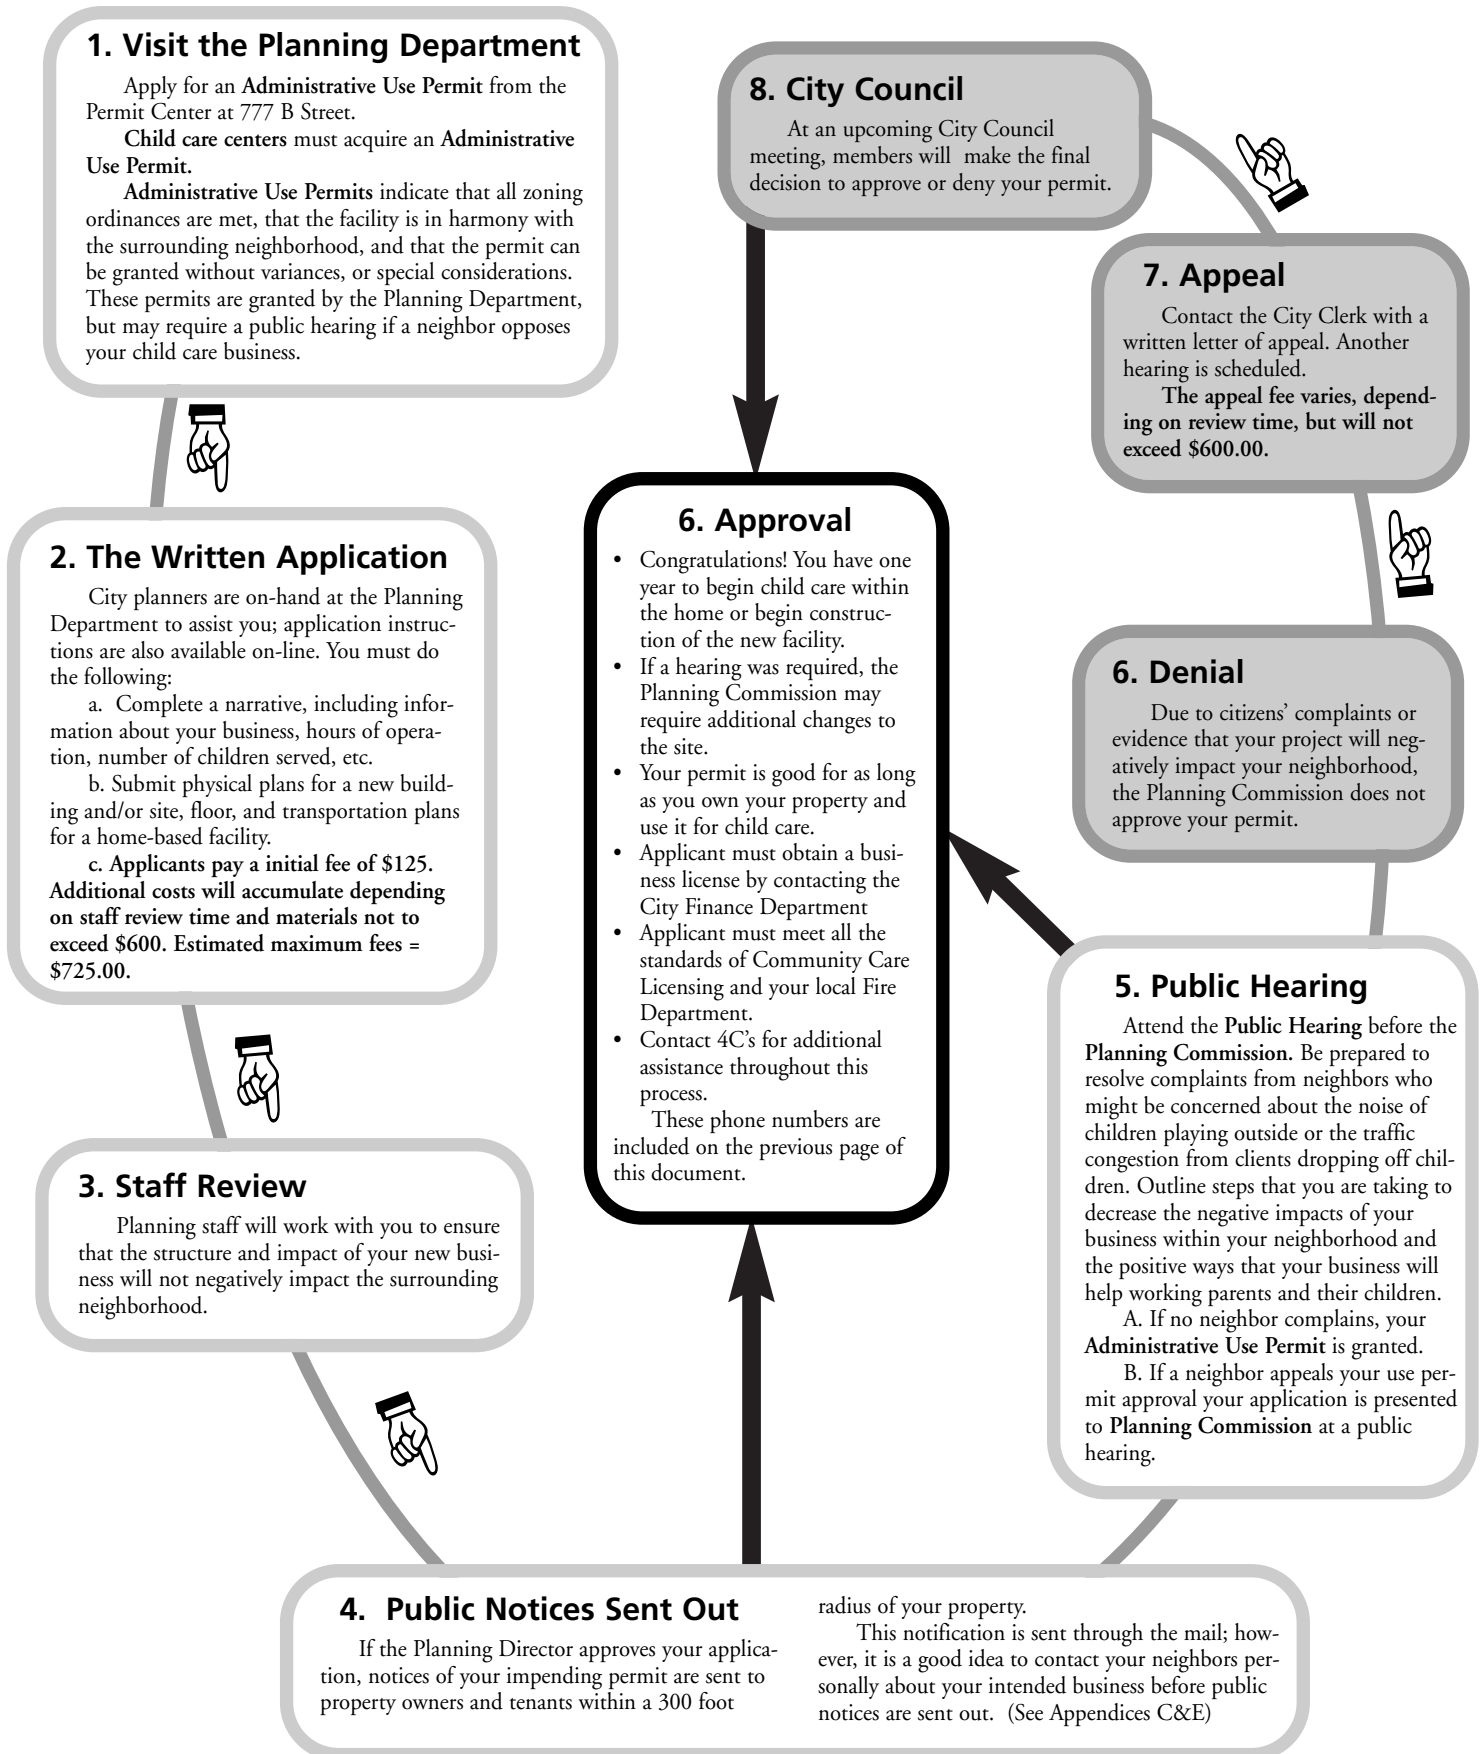 1. Visit the Planning Department
Apply for an Administrative Use Permit from the
Permit Center at 777 B Street.
Child care centers must acquire an Administrative
Use Permit.
Administrative Use Permits indicate that all zoning
ordinances are met, that the facility is in harmony with
the surrounding neighborhood, and that the permit can
be granted without variances, or special considerations.
These permits are granted by the Planning Department,
but may require a public hearing if a neighbor opposes
your child care business.
2. The Written Application
City planners are on-hand at the Planning
Department to assist you; application instruc-
tions are also available on-line. You must do
the following:
a. Complete a narrative, including infor-
mation about your business, hours of opera-
tion, number of children served, etc.
b. Submit physical plans for a new build-
ing and/or site, floor, and transportation plans
for a home-based facility.
c. Applicants pay a initial fee of $125.
Additional costs will accumulate depending
on staff review time and materials not to
exceed $600. Estimated maximum fees =
$725.00.
3. Staff Review
Planning staff will work with you to ensure
that the structure and impact of your new busi-
ness will not negatively impact the surrounding
neighborhood.
4. Public Notices Sent Out
If the Planning Director approves your applica-
tion, notices of your impending permit are sent to
property owners and tenants within a 300 foot
radius of your property.
This notification is sent through the mail; how-
ever, it is a good idea to contact your neighbors per-
sonally about your intended business before public
notices are sent out. (See Appendices C&E)
5. Public Hearing
Attend the Public Hearing before the
Planning Commission. Be prepared to
resolve complaints from neighbors who
might be concerned about the noise of
children playing outside or the traffic
congestion from clients dropping off chil-
dren. Outline steps that you are taking to
decrease the negative impacts of your
business within your neighborhood and
the positive ways that your business will
help working parents and their children.
A. If no neighbor complains, your
Administrative Use Permit is granted.
B. If a neighbor appeals your use per-
mit approval your application is presented
to Planning Commission at a public
hearing.
6. Approval
• Congratulations! You have one
year to begin child care within
the home or begin construc-
tion of the new facility.
• If a hearing was required, the
Planning Commission may
require additional changes to
the site.
• Your permit is good for as long
as you own your property and
use it for child care.
• Applicant must obtain a busi-
ness license by contacting the
City Finance Department
• Applicant must meet all the
standards of Community Care
Licensing and your local Fire
Department.
• Contact 4C's for additional
assistance throughout this
process.
These phone numbers are
included on the previous page of
this document.
6. Denial
Due to citizens' complaints or
evidence that your project will neg-
atively impact your neighborhood,
the Planning Commission does not
approve your permit.
7. Appeal
Contact the City Clerk with a
written letter of appeal. Another
hearing is scheduled.
The appeal fee varies, depend-
ing on review time, but will not
exceed $600.00.
8. City Council
At an upcoming City Council
meeting, members will make the final
decision to approve or deny your permit.